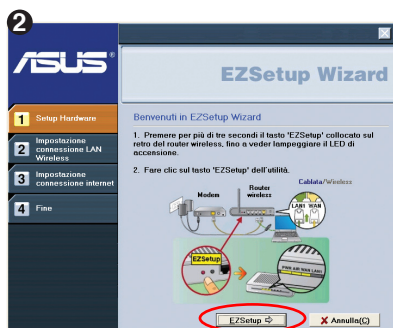 2
ASUS®
EZSetup Wizard
1 Setup Hardware
2 Impostazione
connessione LAN
Wireless
3 Impostazione
connessione internet
4 Fine
Benvenuti in EZSetup Wizard
1. Premere per più di tre secondi il tasto 'EZSetup' collocato sul
retro del router wireless, fino a veder lampeggiare il LED di
accensione.
2. Fare clic sul tasto 'EZSetup' dell'utilità.
Cablata/Wireless
Modem
Router
wireless
LAN1 WAN
EZSetup
PWR AIR WAN LAN1
EZSetup ⇨
✗ Annulla(C)